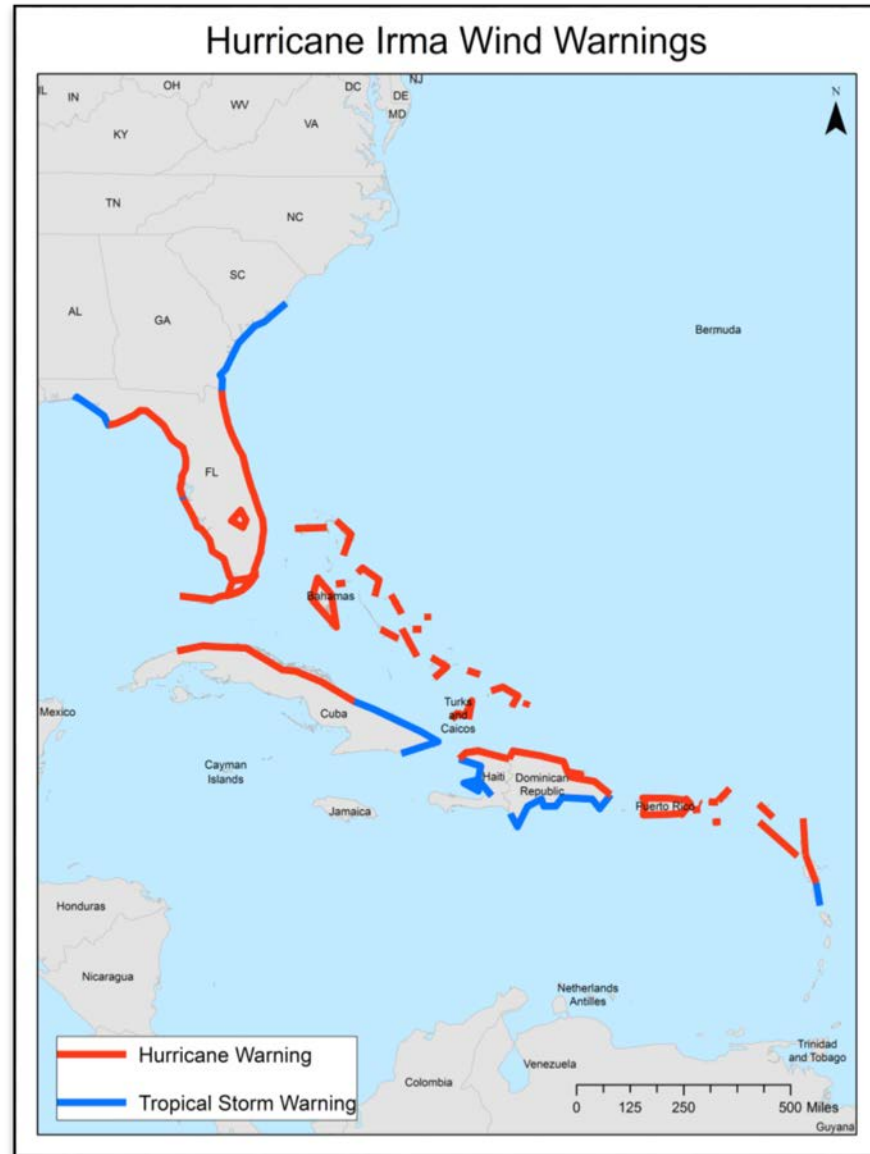 Hurricane Irma Wind Warnings
IL
IN
OH
WV
DC
NJ
DE
MD
KY
VA
N
TN
NC
SC
AL
GA
Bermuda
FL
Bahamas
Mexico
Cuba
Turks
and
Caicos
Cayman
Islands
Haiti
Dominican
Republic
Jamaica
Puerto Rico
Honduras
Nicaragua
Netherlands
Antilles
Trinidad
and Tobago
Venezuela
Colombia
Guyana
Hurricane Warning
Tropical Storm Warning
0 125 250 500 Miles